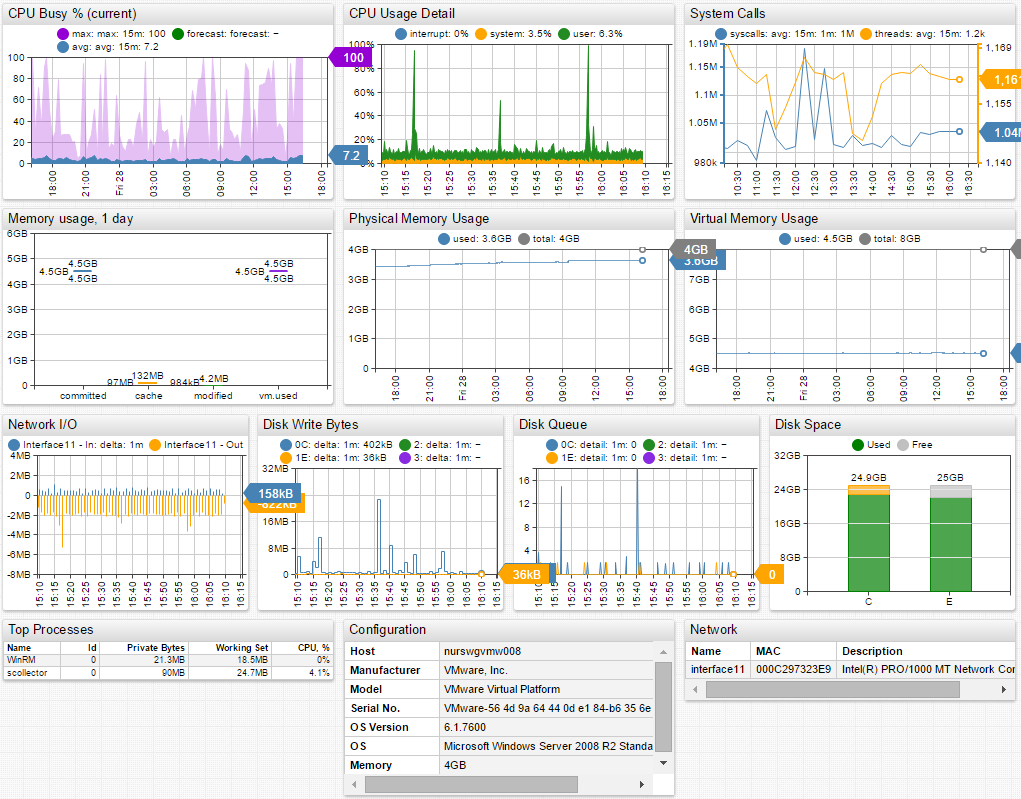 CPU Busy % (current)
max: max: 15m: 100 forecast: forecast: –
avg: avg: 15m: 7.2
100
80
60
40
20
0
100
7.2
18:00 21:00 Fri 28 03:00 06:00 09:00 12:00 15:00 18:00
CPU Usage Detail
interrupt: 0% system: 3.5% user: 6.3%
100%
80%
60%
40%
20%
0%
15:10 15:15 15:20 15:25 15:30 15:35 15:40 15:45 15:50 15:55 16:00 16:05 16:10 16:15
System Calls
syscalls: avg: 15m: 1m: 1M threads: avg: 15m: 1.2k
1.19M
1.15M
1.1M
1.05M
980k
1,169
1,161
1,155
1.04M
1,140
10:30 11:00 11:30 12:00 12:30 13:00 13:30 14:00 14:30 15:00 15:30 16:00 16:30
Memory usage, 1 day
6GB
5GB
4GB
3GB
2GB
1GB
0
4.5GB
4.5GB
4.5GB
97MB
132MB
984kB
4.2MB
4.5GB
4.5GB
4.5GB
committed cache modified vm.used
Physical Memory Usage
used: 3.6GB total: 4GB
4GB
3GB
2GB
1GB
0
4GB
3.6GB
18:00 21:00 Fri 28 03:00 06:00 09:00 12:00 15:00 18:00
Virtual Memory Usage
used: 4.5GB total: 8GB
7GB
6GB
5GB
4GB
18:00 21:00 Fri 28 03:00 06:00 09:00 12:00 15:00 18:00
Network I/O
Interface11 - In: delta: 1m Interface11 - Out
4MB
2MB
0
-2MB
-4MB
-6MB
-8MB
158kB
-622kB
15:10 15:15 15:20 15:25 15:30 15:35 15:40 15:45 15:50 15:55 16:00 16:05 16:10 16:15
Disk Write Bytes
0C: delta: 1m: 402kB 2: delta: 1m: –
1E: delta: 1m: 36kB 3: delta: 1m: –
32MB
16MB
8MB
0
36kB
15:10 15:15 15:20 15:25 15:30 15:35 15:40 15:45 15:50 15:55 16:00 16:05 16:10 16:15
Disk Queue
0C: detail: 1m: 0 2: detail: 1m: –
1E: detail: 1m: 0 3: detail: 1m: –
16
12
8
4
0
15:10 15:15 15:20 15:25 15:30 15:35 15:40 15:45 15:50 15:55 16:00 16:05 16:10 16:15
Disk Space
Used Free
32GB
24GB
16GB
8GB
0
24.9GB
25GB
C E
Top Processes
Name Id Private Bytes Working Set CPU, %
WinRM 0 21.3MB 18.5MB 0%
scollector 0 90MB 24.7MB 4.1%
Configuration
Host nurswgvmw008
Manufacturer VMware, Inc.
Model VMware Virtual Platform
Serial No. VMware-56 4d 9a 64 44 0d e1 84-b6 35 6e
OS Version 6.1.7600
OS Microsoft Windows Server 2008 R2 Standa
Memory 4GB
Network
Name MAC Description
interface11 000C297323E9 Intel(R) PRO/1000 MT Network Cor